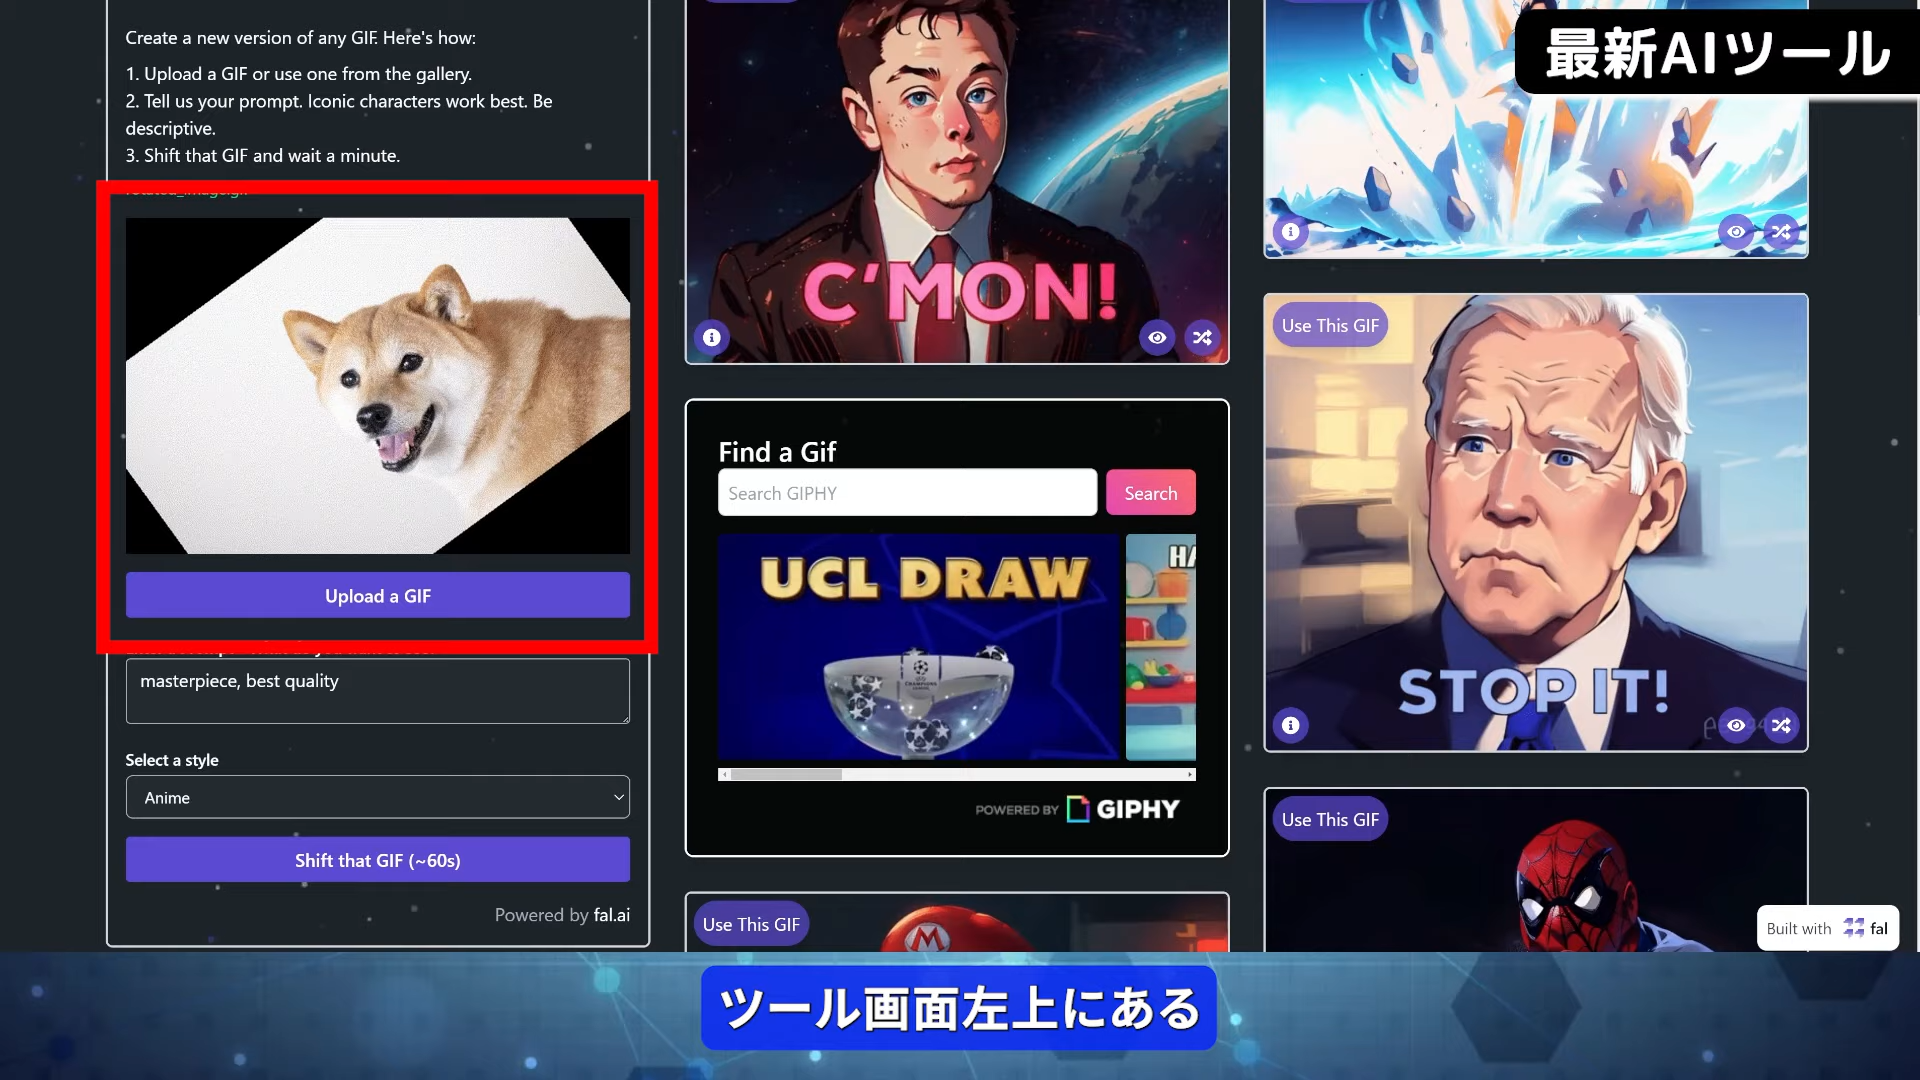 最新AIツール
Create a new version of any GIF. Here's how:
1. Upload a GIF or use one from the gallery.
2. Tell us your prompt. Iconic characters work best. Be
descriptive.
3. Shift that GIF and wait a minute.
Upload a GIF
masterpiece, best quality
Select a style
Anime
Shift that GIF (~60s)
Powered by fal.ai
C'MON!
Find a Gif
Search GIPHY
Search
UCL DRAW
HA
POWERED BY GIPHY
Use This GIF
M
Use This GIF
STOP IT!
Use This GIF
Built with fal
ツール画面左上にある